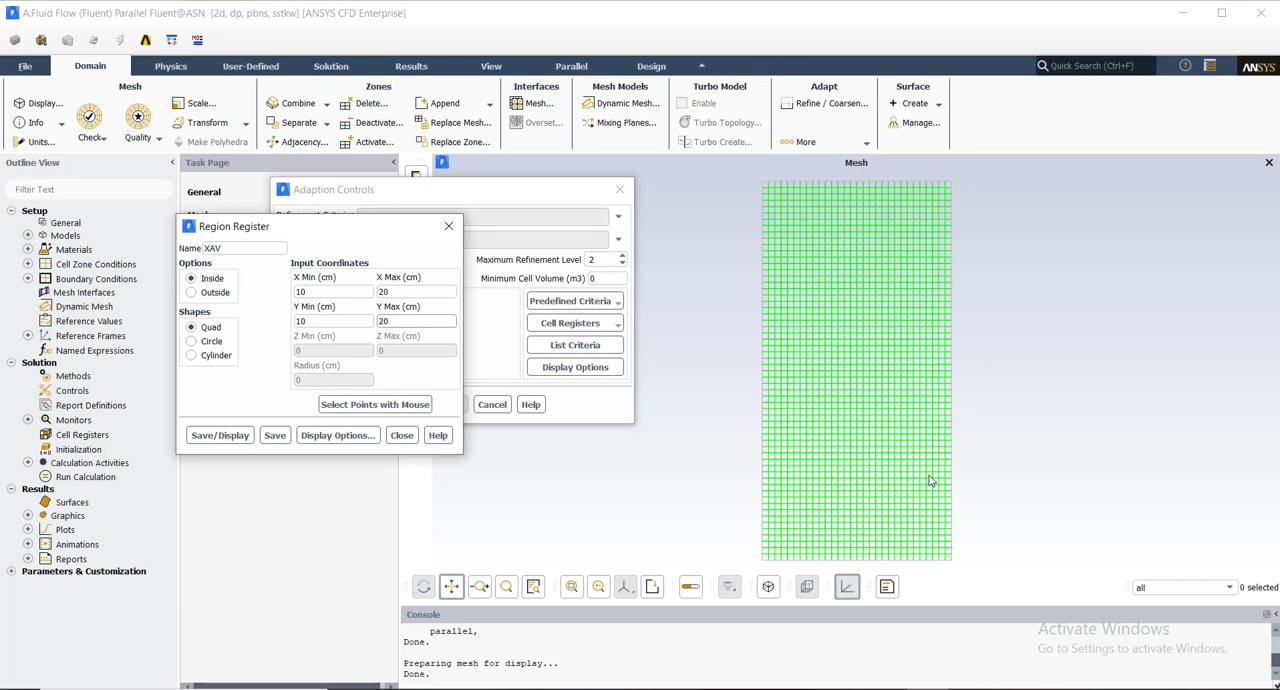 A:Fluid Flow (Fluent) Parallel Fluent@ASN [2d, dp, pbns, sstkw] [ANSYS CFD Enterprise]
File Domain Physics User-Defined Solution Results View Parallel Design Quick Search (Ctrl+F) ANSYS
Mesh Zones Interfaces Mesh Models Turbo Model Adapt Surface
Display... Scale... Combine Delete... Append Mesh... Dynamic Mesh... Enable Refine / Coarsen... Create
Info Transform Separate Deactivate... Replace Mesh... Overset... Mixing Planes... Turbo Topology... Manage...
Units... Check Quality Make Polyhedra Adjacency... Activate... Replace Zone... Turbo Create... More
Outline View
Filter Text
Setup
General
Models
Materials
Cell Zone Conditions
Boundary Conditions
Mesh Interfaces
Dynamic Mesh
Reference Values
Reference Frames
Named Expressions
Solution
Methods
Controls
Report Definitions
Monitors
Cell Registers
Initialization
Calculation Activities
Run Calculation
Results
Surfaces
Graphics
Plots
Animations
Reports
Parameters & Customization
Task Page
General
Adaption Controls
Maximum Refinement Level 2
Minimum Cell Volume (m3) 0
Predefined Criteria
Cell Registers
List Criteria
Display Options
Cancel Help
Region Register
Name XAV
Options
Inside
Outside
Shapes
Quad
Circle
Cylinder
Input Coordinates
X Min (cm) X Max (cm)
10 20
Y Min (cm) Y Max (cm)
10 20
Z Min (cm) Z Max (cm)
0 0
Radius (cm)
0
Select Points with Mouse
Save/Display Save Display Options... Close Help
Mesh
all 0 selected
Console
parallel,
Done.
Preparing mesh for display...
Done.
Activate Windows
Go to Settings to activate Windows.